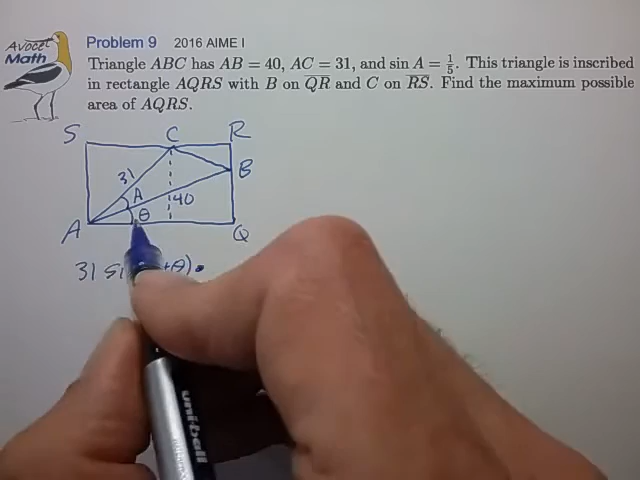 Avocet
Math
Problem 9 2016 AIME I
Triangle ABC has AB = 40, AC = 31, and sin A = 1/5. This triangle is inscribed
in rectangle AQRS with B on QR and C on RS. Find the maximum possible
area of AQRS.
S C R
31 B
A 40
θ
A Q
31 θ) •
uni-ball